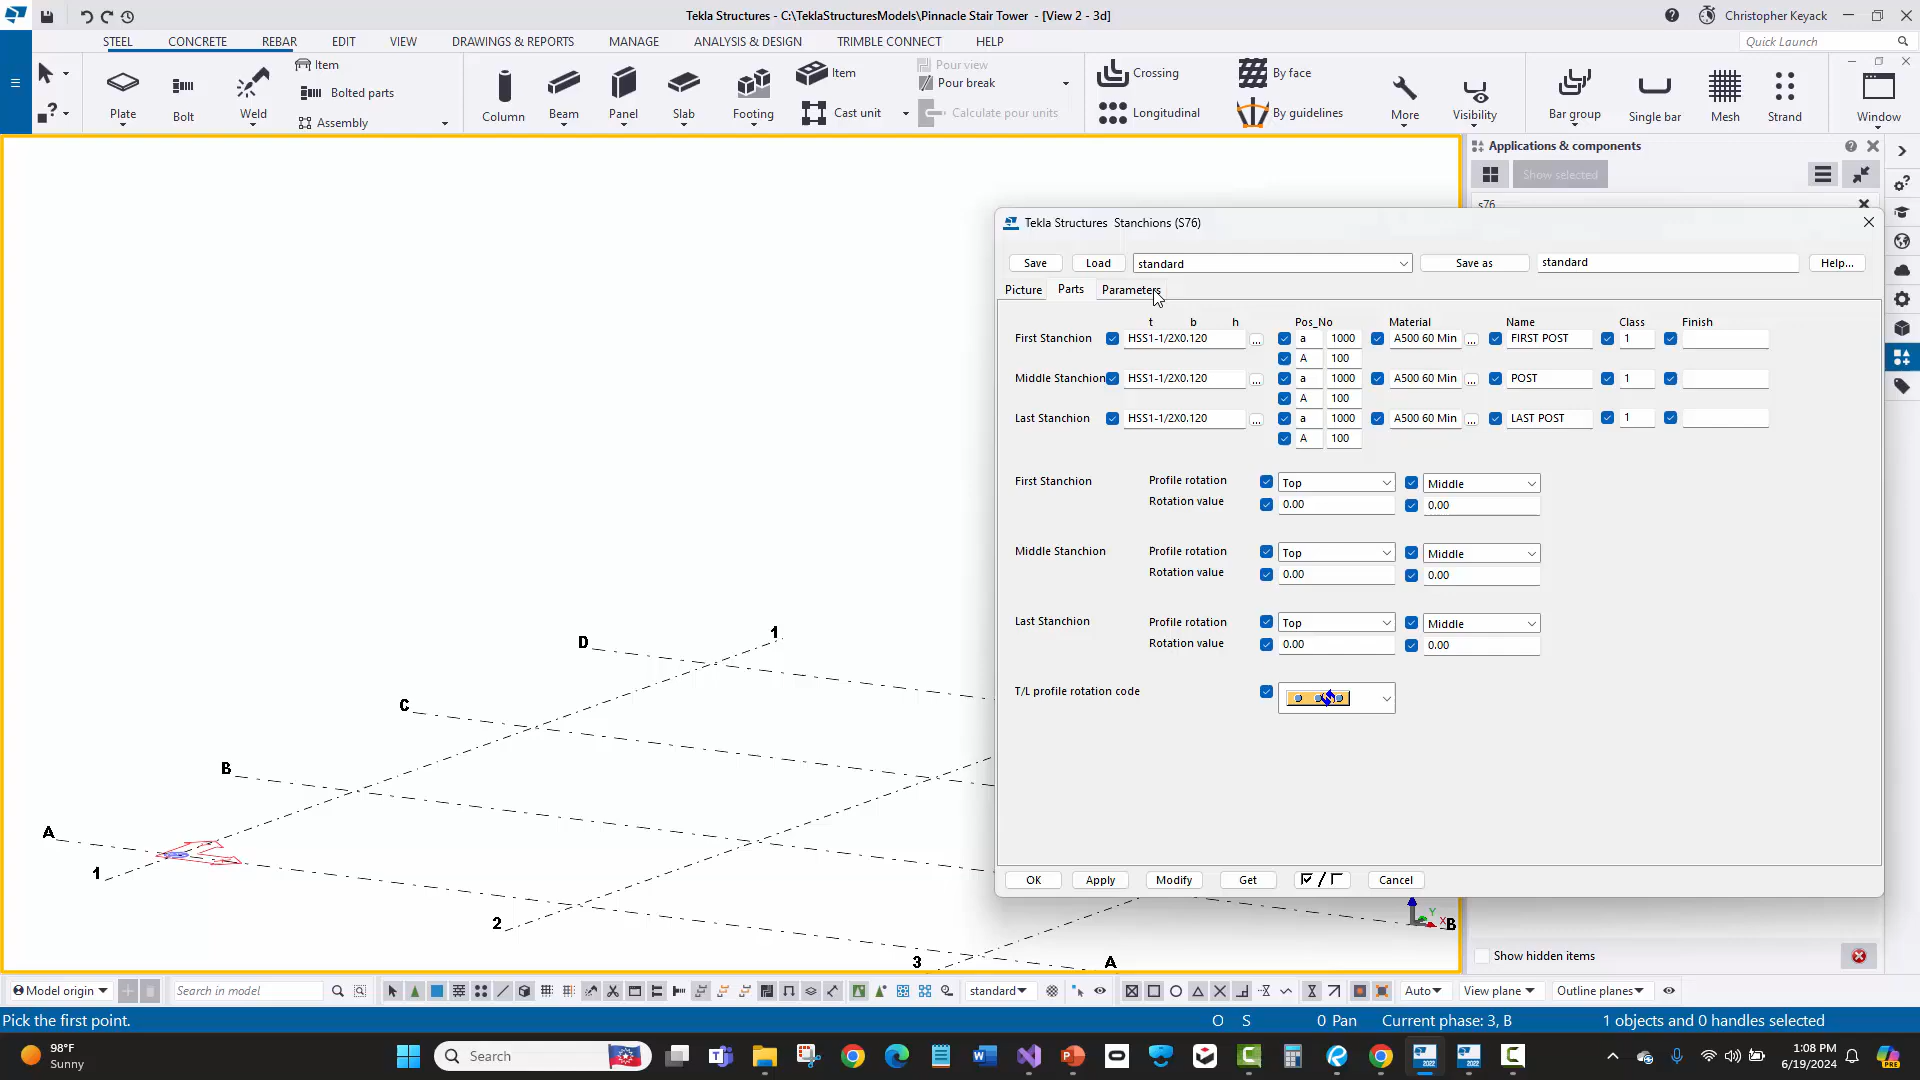 Tekla Structures - C:\TeklaStructuresModels\Pinnacle Stair Tower - [View 2 - 3d]
Christopher Keyack
STEEL CONCRETE REBAR EDIT VIEW DRAWINGS & REPORTS MANAGE ANALYSIS & DESIGN TRIMBLE CONNECT HELP
Quick Launch
Plate Bolt Weld Item Bolted parts Assembly
Column Beam Panel Slab Footing Item Cast unit
Pour view
Pour break
Calculate pour units
Crossing
Longitudinal
By face
By guidelines
More Visibility Bar group Single bar Mesh Strand Window
Applications & components
Show selected
s76
Tekla Structures Stanchions (S76)
Save Load standard Save as standard Help...
Picture Parts Parameters
t b h Pos_No Material Name Class Finish
First Stanchion HSS1-1/2X0.120 ... a 1000 A500 60 Min ... FIRST POST 1
A 100
Middle Stanchion HSS1-1/2X0.120 ... a 1000 A500 60 Min ... POST 1
A 100
Last Stanchion HSS1-1/2X0.120 ... a 1000 A500 60 Min ... LAST POST 1
A 100
First Stanchion Profile rotation Top Middle
Rotation value 0.00 0.00
Middle Stanchion Profile rotation Top Middle
Rotation value 0.00 0.00
Last Stanchion Profile rotation Top Middle
Rotation value 0.00 0.00
T/L profile rotation code
OK Apply Modify Get / Cancel
D 1
C
B
A
1
2
3 A
Y X B
Show hidden items
Model origin Search in model standard Auto View plane Outline planes
Pick the first point. O S 0 Pan Current phase: 3, B 1 objects and 0 handles selected
98°F
Sunny
Search
1:08 PM
6/19/2024